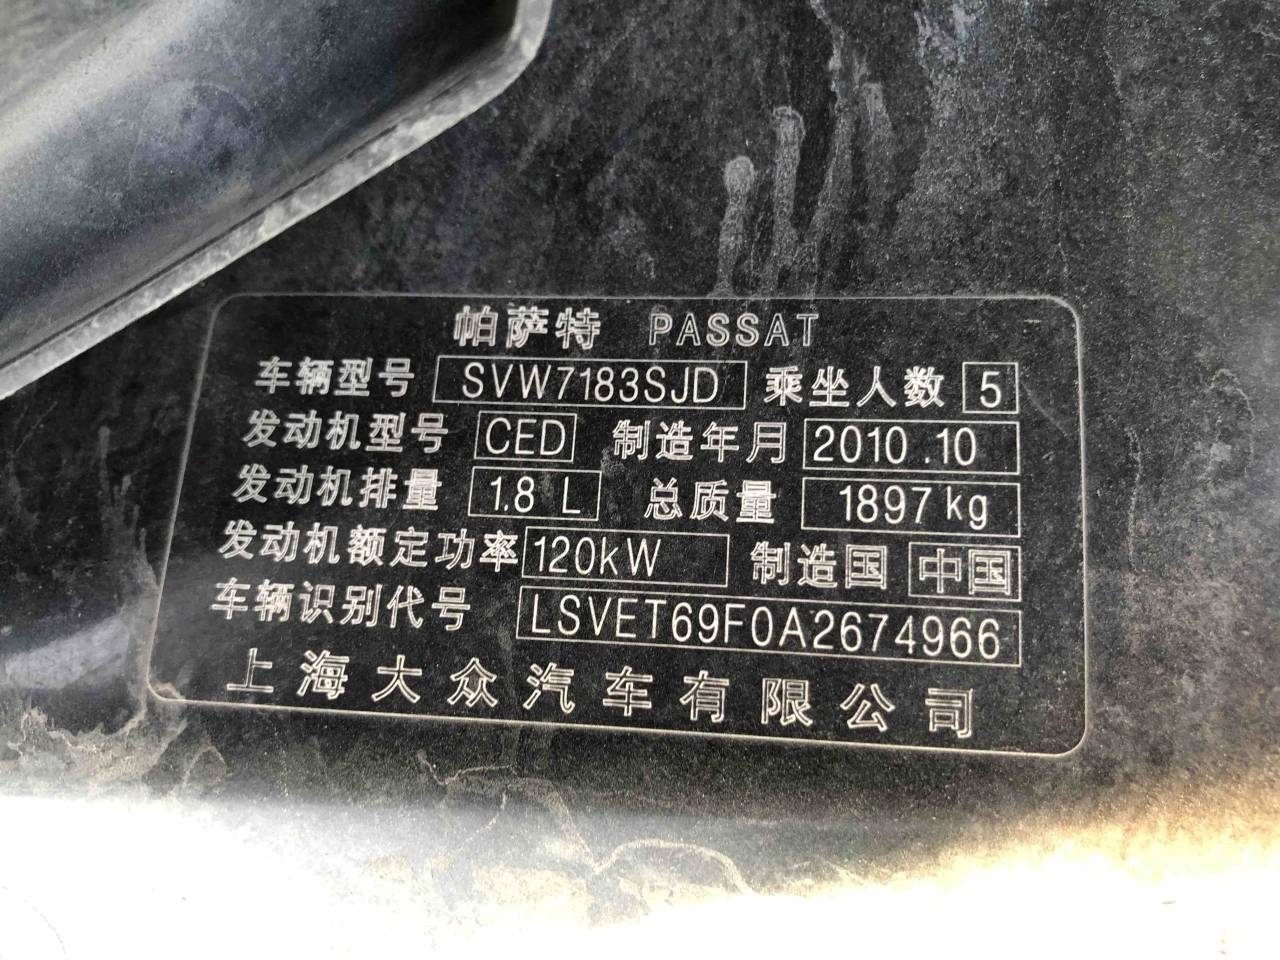 帕萨特 PASSAT
车辆型号 SVW7183SJD 乘坐人数 5
发动机型号 CED 制造年月 2010.10
发动机排量 1.8 L 总质量 1897kg
发动机额定功率 120kW 制造国 中国
车辆识别代号 LSVET69F0A2674966
上海大众汽车有限公司